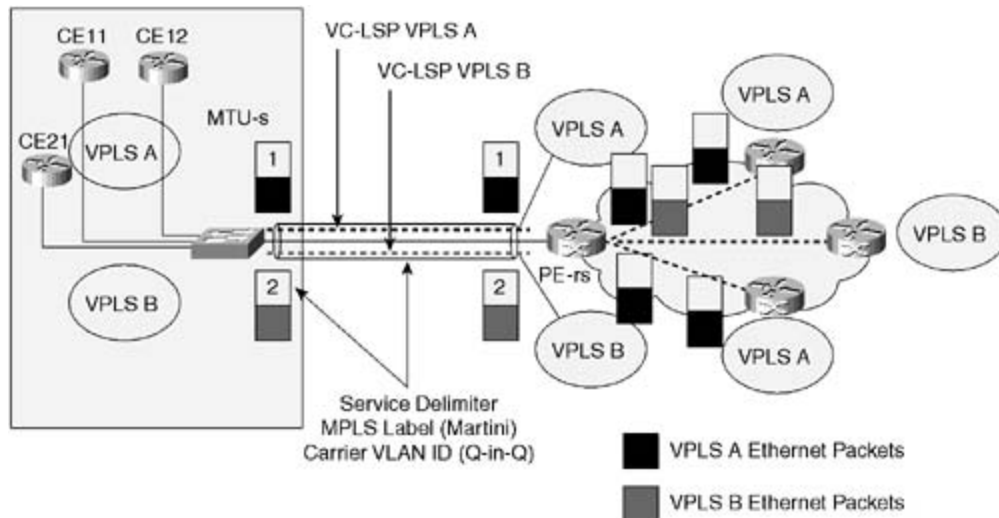 VC-LSP VPLS A
CE11
CE12
VC-LSP VPLS B
VPLS A
MTU-s
VPLS A
CE21
VPLS A
1
1
VPLS B
PE-rs
VPLS B
2
2
VPLS B
VPLS A
Service Delimiter
MPLS Label (Martini)
Carrier VLAN ID (Q-in-Q)
VPLS A Ethernet Packets
VPLS B Ethernet Packets